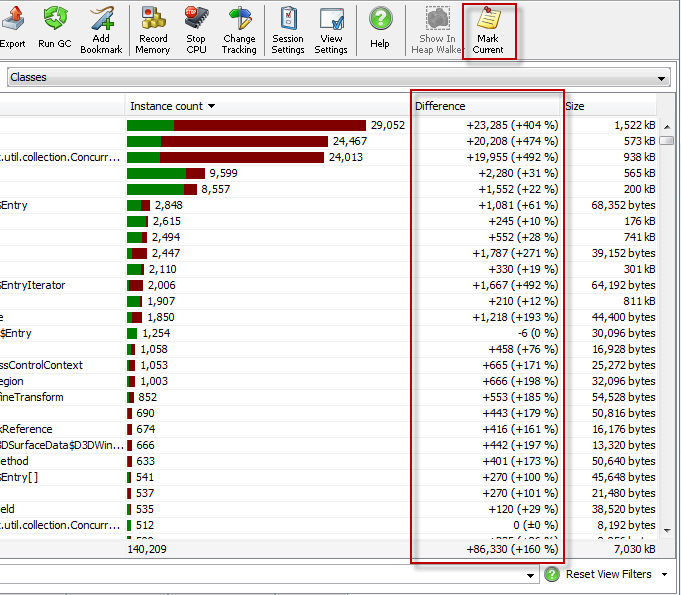 Export Run GC Add Bookmark Record Memory Stop CPU Change Tracking Session Settings View Settings Help Show In Heap Walker Mark Current
Classes
Instance count Difference Size
29,052 +23,285 (+404 %) 1,522 kB
24,467 +20,208 (+474 %) 573 kB
.util.collection.Concurr... 24,013 +19,955 (+492 %) 938 kB
9,599 +2,280 (+31 %) 565 kB
8,557 +1,552 (+22 %) 200 kB
$Entry 2,848 +1,081 (+61 %) 68,352 bytes
2,615 +245 (+10 %) 176 kB
2,494 +552 (+28 %) 741 kB
2,447 +1,787 (+271 %) 39,152 bytes
2,110 +330 (+19 %) 301 kB
$EntryIterator 2,006 +1,667 (+492 %) 64,192 bytes
1,907 +210 (+12 %) 811 kB
e 1,850 +1,218 (+193 %) 44,400 bytes
$Entry 1,254 -6 (0 %) 30,096 bytes
1,058 +458 (+76 %) 16,928 bytes
ssControlContext 1,053 +665 (+171 %) 25,272 bytes
egion 1,003 +666 (+198 %) 32,096 bytes
fineTransform 852 +553 (+185 %) 54,528 bytes
690 +443 (+179 %) 50,816 bytes
kReference 674 +416 (+161 %) 16,176 bytes
3DSurfaceData$D3DWin... 666 +442 (+197 %) 13,320 bytes
ethod 633 +401 (+173 %) 50,640 bytes
$Entry[] 541 +270 (+100 %) 45,648 bytes
537 +270 (+101 %) 21,480 bytes
eld 535 +120 (+29 %) 38,520 bytes
.util.collection.Concurr... 512 0 (±0 %) 8,192 bytes
140,209 +86,330 (+160 %) 7,030 kB
Reset View Filters